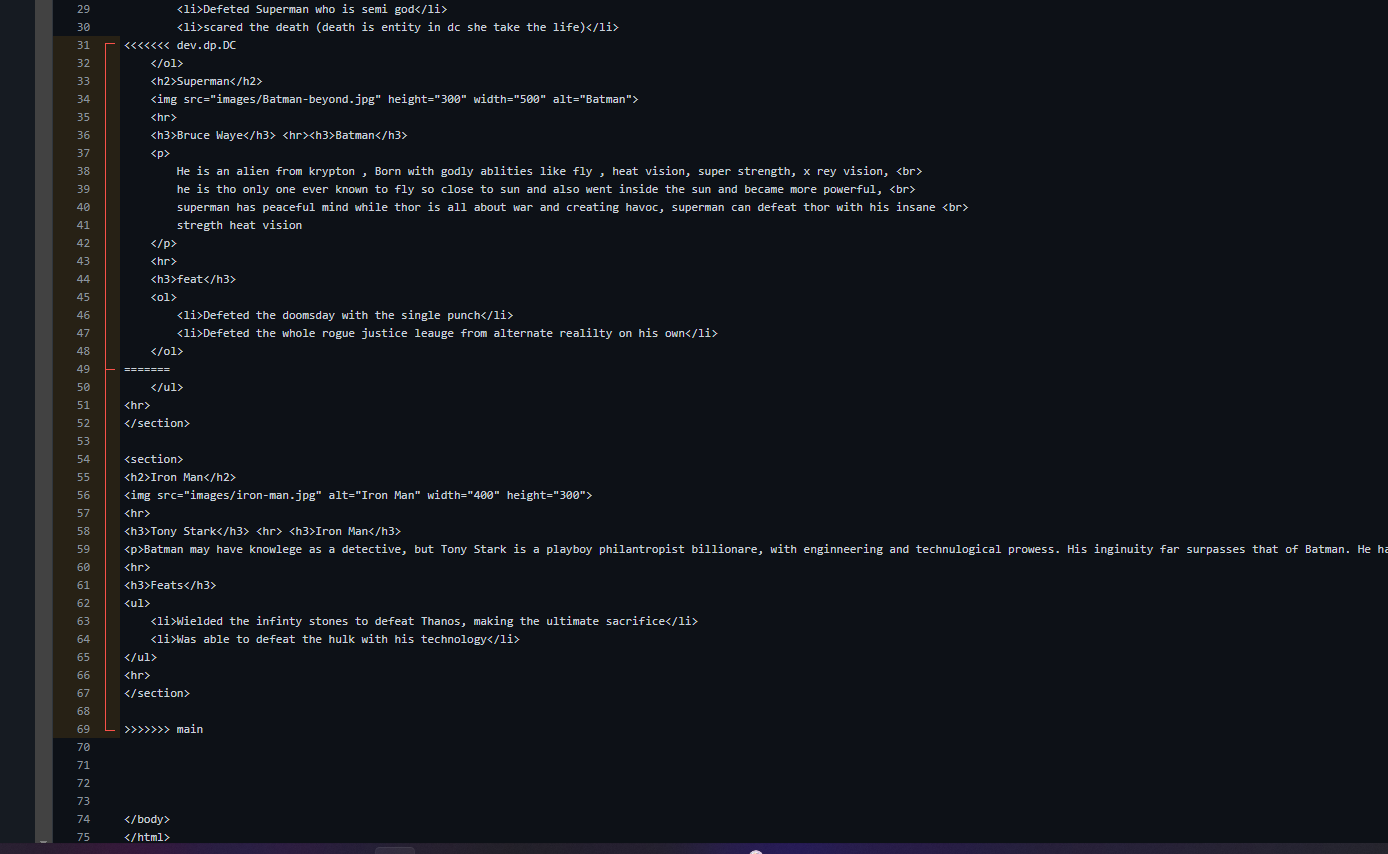 29 <li>Defeted Superman who is semi god</li>
30 <li>scared the death (death is entity in dc she take the life)</li>
31 <<<<<<< dev.dp.DC
32 </ol>
33 <h2>Superman</h2>
34 <img src="images/Batman-beyond.jpg" height="300" width="500" alt="Batman">
35 <hr>
36 <h3>Bruce Waye</h3> <hr><h3>Batman</h3>
37 <p>
38 He is an alien from krypton , Born with godly ablities like fly , heat vision, super strength, x rey vision, <br>
39 he is tho only one ever known to fly so close to sun and also went inside the sun and became more powerful, <br>
40 superman has peaceful mind while thor is all about war and creating havoc, superman can defeat thor with his insane <br>
41 stregth heat vision
42 </p>
43 <hr>
44 <h3>feat</h3>
45 <ol>
46 <li>Defeted the doomsday with the single punch</li>
47 <li>Defeted the whole rogue justice leauge from alternate realilty on his own</li>
48 </ol>
49 =======
50 </ul>
51 <hr>
52 </section>
53
54 <section>
55 <h2>Iron Man</h2>
56 <img src="images/iron-man.jpg" alt="Iron Man" width="400" height="300">
57 <hr>
58 <h3>Tony Stark</h3> <hr> <h3>Iron Man</h3>
59 <p>Batman may have knowlege as a detective, but Tony Stark is a playboy philantropist billionare, with enginneering and technulogical prowess. His inginuity far surpasses that of Batman. He
60 <hr>
61 <h3>Feats</h3>
62 <ul>
63 <li>Wielded the infinty stones to defeat Thanos, making the ultimate sacrifice</li>
64 <li>Was able to defeat the hulk with his technology</li>
65 </ul>
66 <hr>
67 </section>
68
69 >>>>>>> main
70
71
72
73
74 </body>
75 </html>